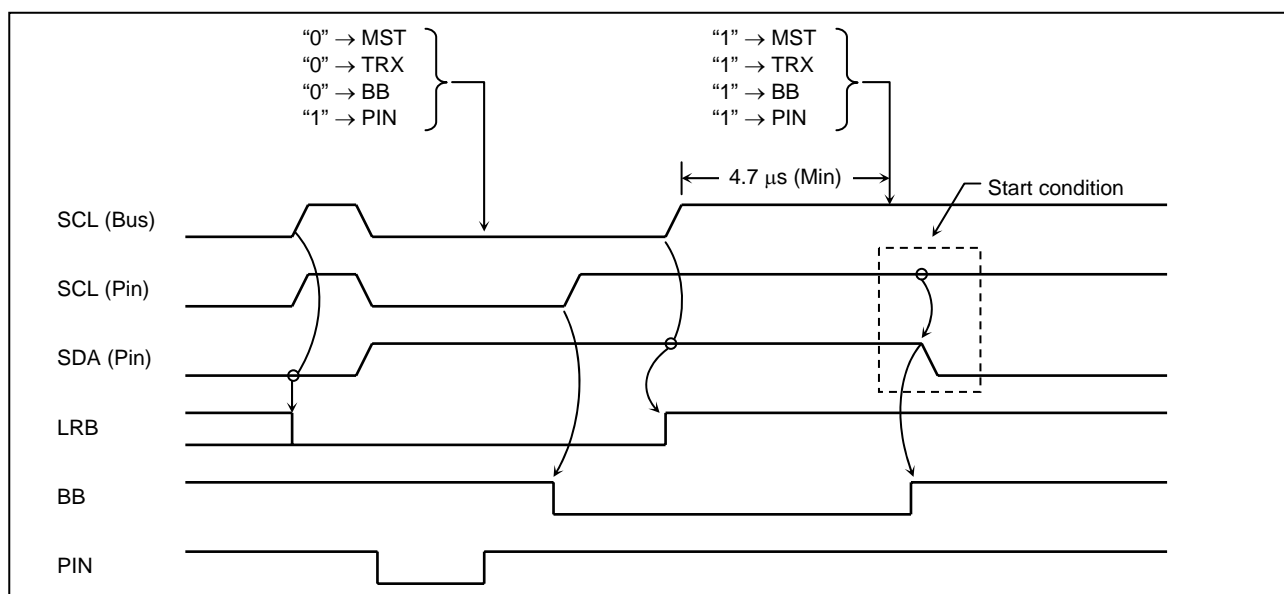 “0” → MST
“0” → TRX
“0” → BB
“1” → PIN
“1” → MST
“1” → TRX
“1” → BB
“1” → PIN
4.7 μs (Min)
Start condition
SCL (Bus)
SCL (Pin)
SDA (Pin)
LRB
BB
PIN